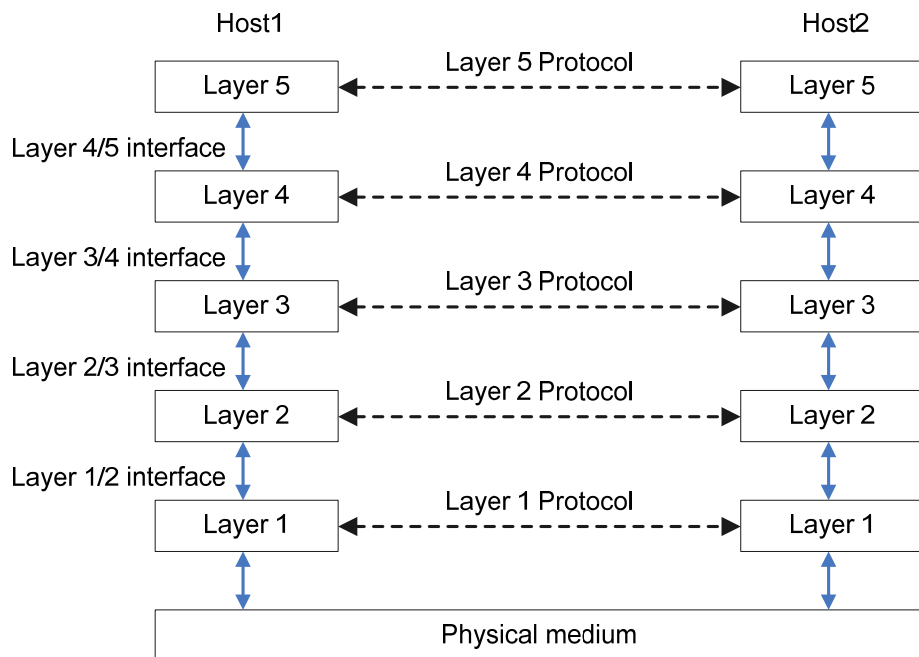 Host1
Host2
Layer 5 Protocol
Layer 5
Layer 5
Layer 4/5 interface
Layer 4 Protocol
Layer 4
Layer 4
Layer 3/4 interface
Layer 3 Protocol
Layer 3
Layer 3
Layer 2/3 interface
Layer 2 Protocol
Layer 2
Layer 2
Layer 1/2 interface
Layer 1 Protocol
Layer 1
Layer 1
Physical medium